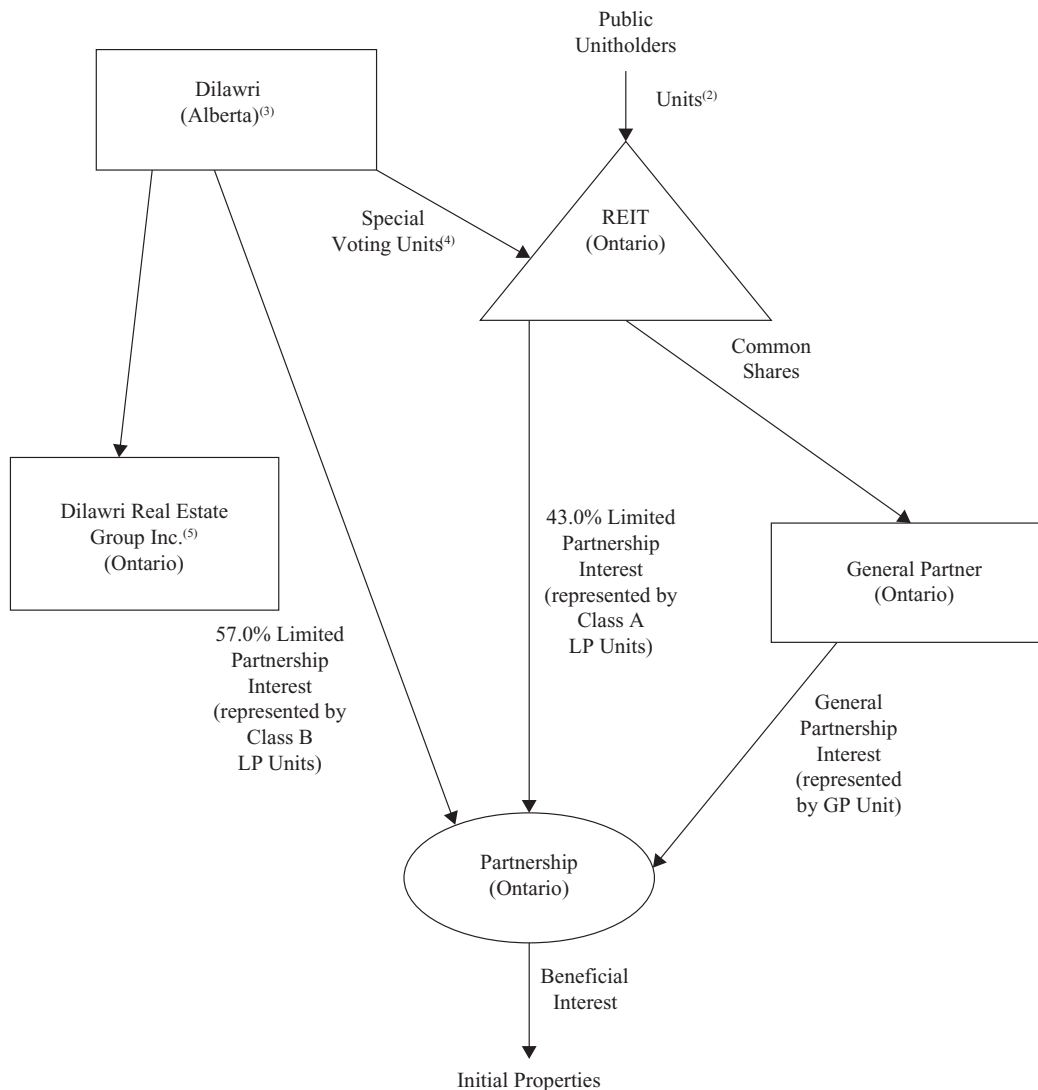 Public
Unitholders
Dilawri
(Alberta)(3)
Units(2)
Special
Voting Units(4)
REIT
(Ontario)
Common
Shares
Dilawri Real Estate
Group Inc.(5)
(Ontario)
43.0% Limited
Partnership
Interest
(represented by
Class A
LP Units)
General Partner
(Ontario)
57.0% Limited
Partnership
Interest
(represented by
Class B
LP Units)
General
Partnership
Interest
(represented
by GP Unit)
Partnership
(Ontario)
Beneficial
Interest
Initial Properties